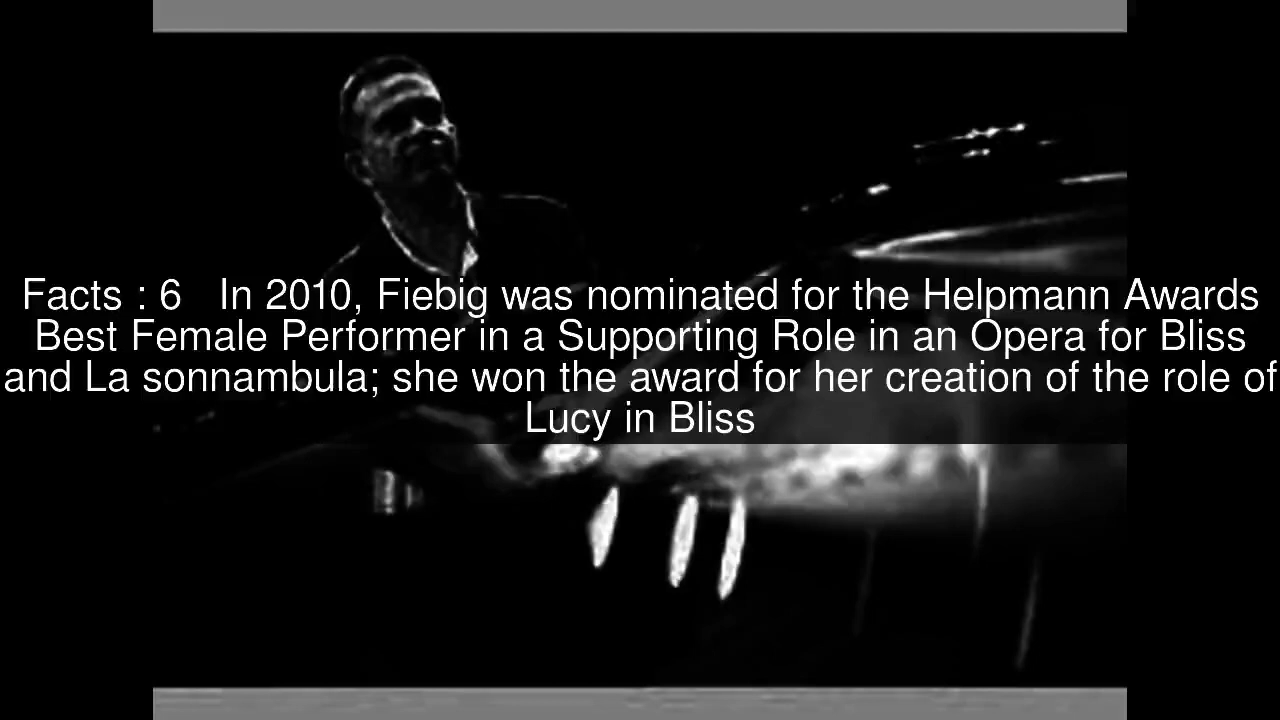 Facts : 6   In 2010, Fiebig was nominated for the Helpmann Awards
Best Female Performer in a Supporting Role in an Opera for Bliss
and La sonnambula; she won the award for her creation of the role of
Lucy in Bliss